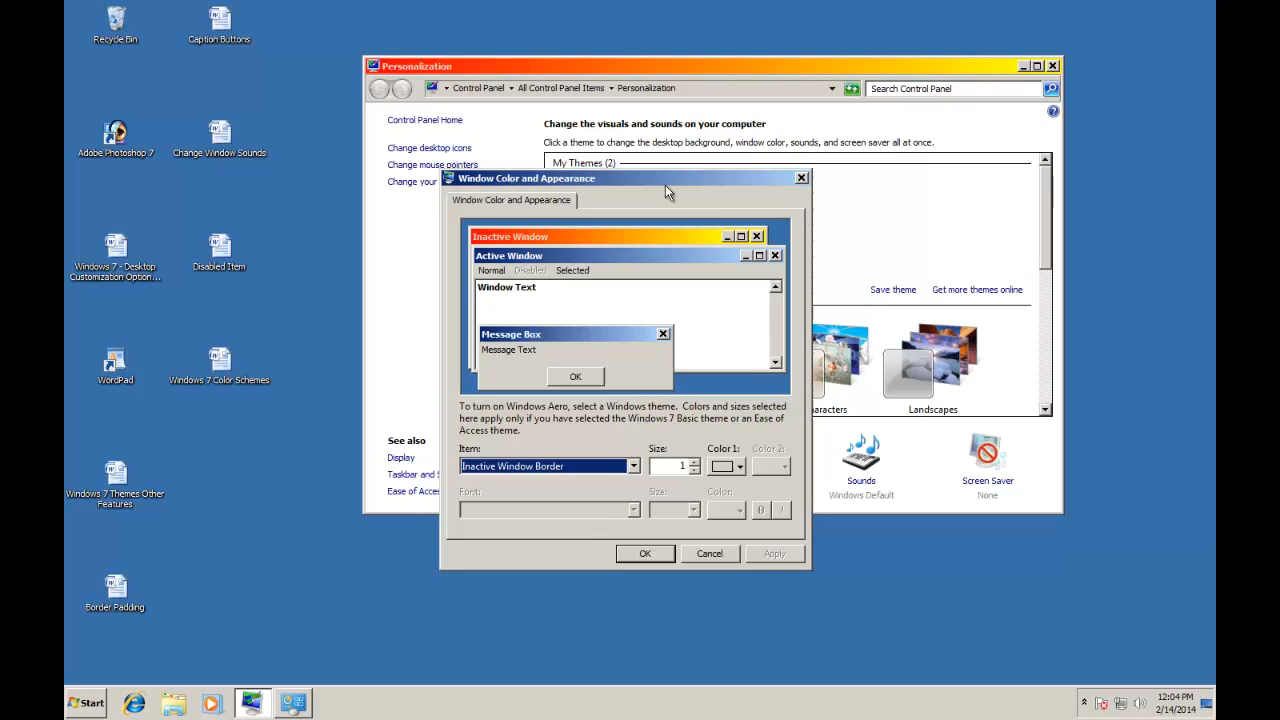 Recycle Bin
Caption Buttons
Adobe Photoshop 7
Change Window Sounds
Windows 7 - Desktop
Customization Option...
Disabled Item
WordPad
Windows 7 Color Schemes
Windows 7 Themes Other
Features
Border Padding
Personalization
Control Panel
All Control Panel Items
Personalization
Search Control Panel
Control Panel Home
Change desktop icons
Change mouse pointers
Change your
See also
Display
Taskbar and S
Ease of Acces
Change the visuals and sounds on your computer
Click a theme to change the desktop background, window color, sounds, and screen saver all at once.
My Themes (2)
Save theme
Get more themes online
aracters
Landscapes
Sounds
Windows Default
Screen Saver
None
Window Color and Appearance
Window Color and Appearance
Inactive Window
Active Window
Normal Disabled Selected
Window Text
Message Box
Message Text
OK
To turn on Windows Aero, select a Windows theme. Colors and sizes selected
here apply only if you have selected the Windows 7 Basic theme or an Ease of
Access theme.
Item: Size: Color 1: Color 2:
Inactive Window Border 1
Font: Size: Color:
B I
OK Cancel Apply
Start
12:04 PM
2/14/2014